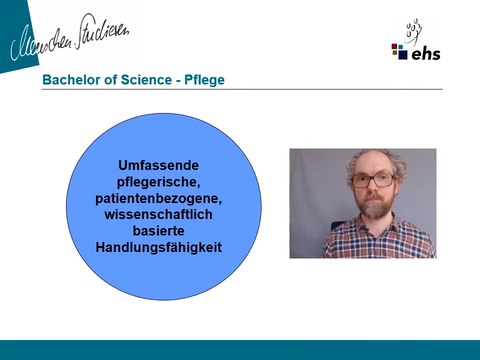 Menschen. Studieren
ehs
Bachelor of Science - Pflege
Umfassende
pflegerische,
patientenbezogene,
wissenschaftlich
basierte
Handlungsfähigkeit